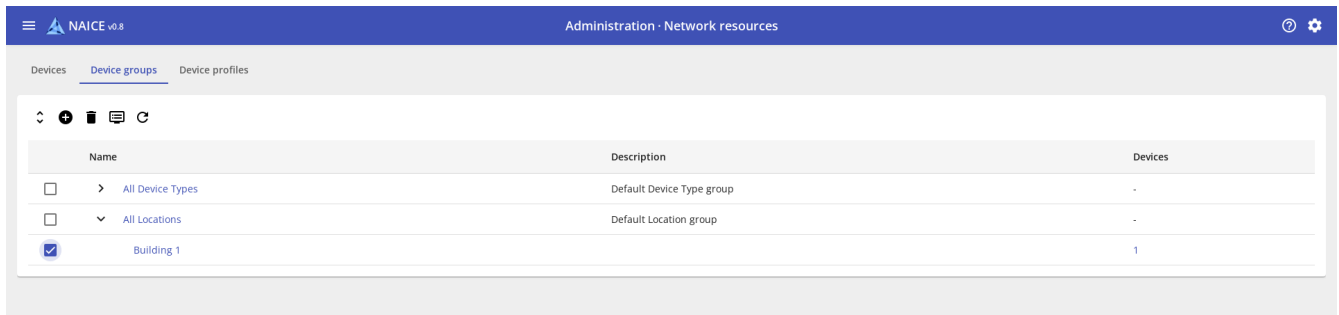 NAICE v0.8 Administration · Network resources
Devices Device groups Device profiles
Name Description Devices
All Device Types Default Device Type group -
All Locations Default Location group -
Building 1 1